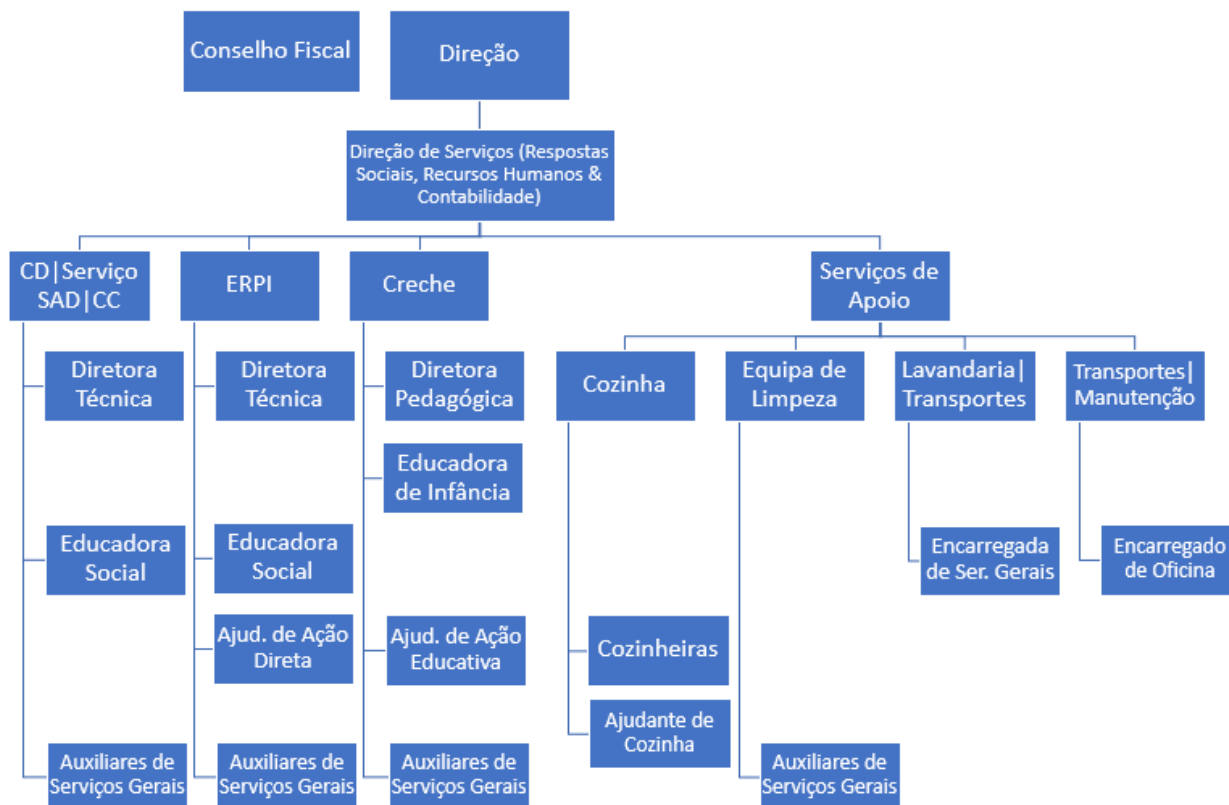 Conselho Fiscal
Direção
Direção de Serviços (Respostas
Sociais, Recursos Humanos &
Contabilidade)
CD|Serviço
SAD|CC
ERPI
Creche
Serviços de
Apoio
Diretora
Técnica
Diretora
Técnica
Diretora
Pedagógica
Cozinha
Equipa de
Limpeza
Lavandaria|
Transportes
Transportes|
Manutenção
Educadora
de Infância
Educadora
Social
Educadora
Social
Encarregada
de Ser. Gerais
Encarregado
de Oficina
Ajud. de Ação
Direta
Ajud. de Ação
Educativa
Cozinheiras
Ajudante de
Cozinha
Auxiliares de
Serviços Gerais
Auxiliares de
Serviços Gerais
Auxiliares de
Serviços Gerais
Auxiliares de
Serviços Gerais